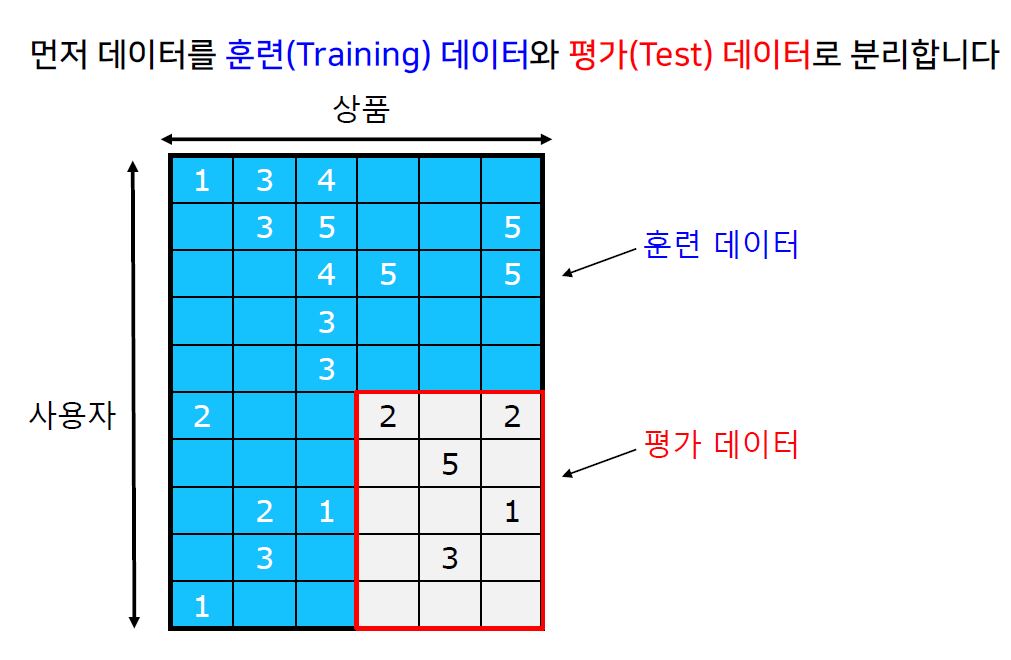 먼저 데이터를 훈련(Training) 데이터와 평가(Test) 데이터로 분리합니다
상품
1 3 4
3 5 5
훈련 데이터
4 5 5
3
3
사용자
2 2 2
평가 데이터
5
2 1 1
3 3
1